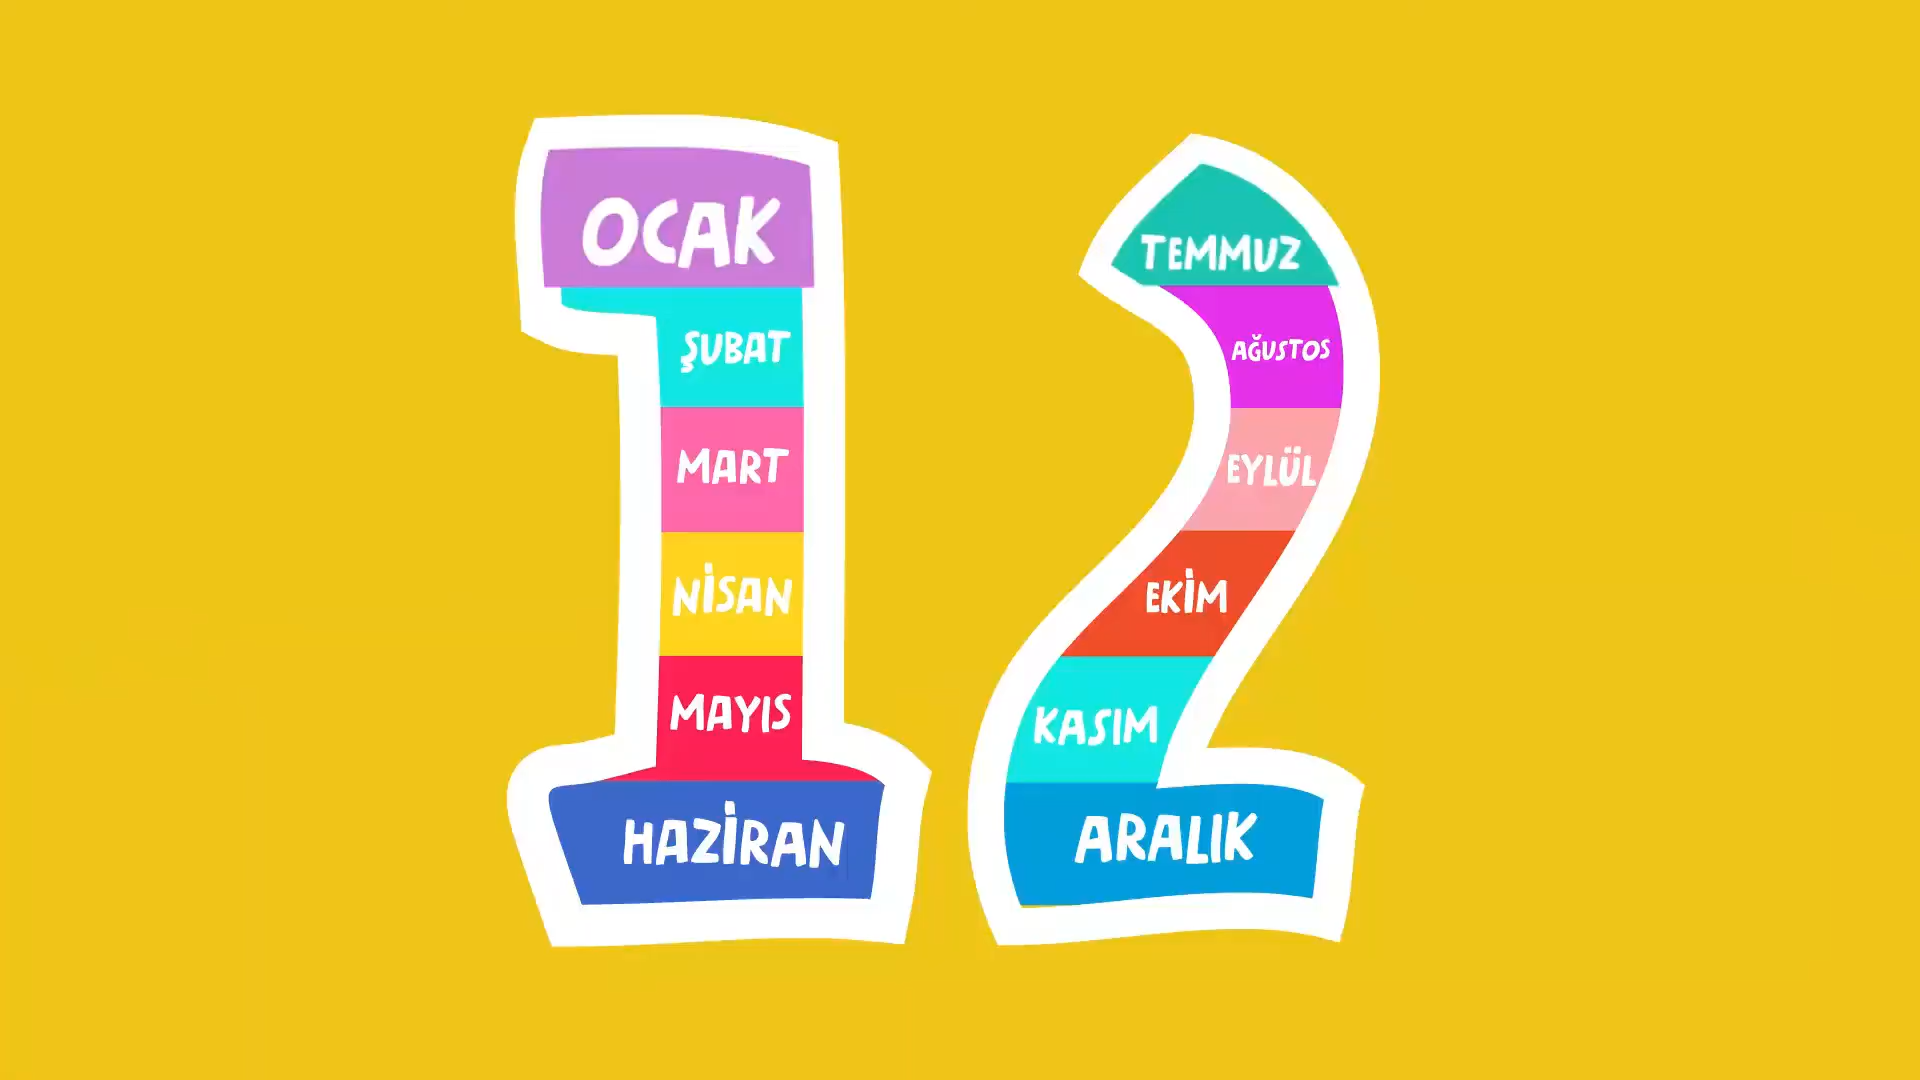 OCAK
ŞUBAT
MART
NİSAN
MAYIS
HAZİRAN
TEMMUZ
AĞUSTOS
EYLÜL
EKİM
KASIM
ARALIK